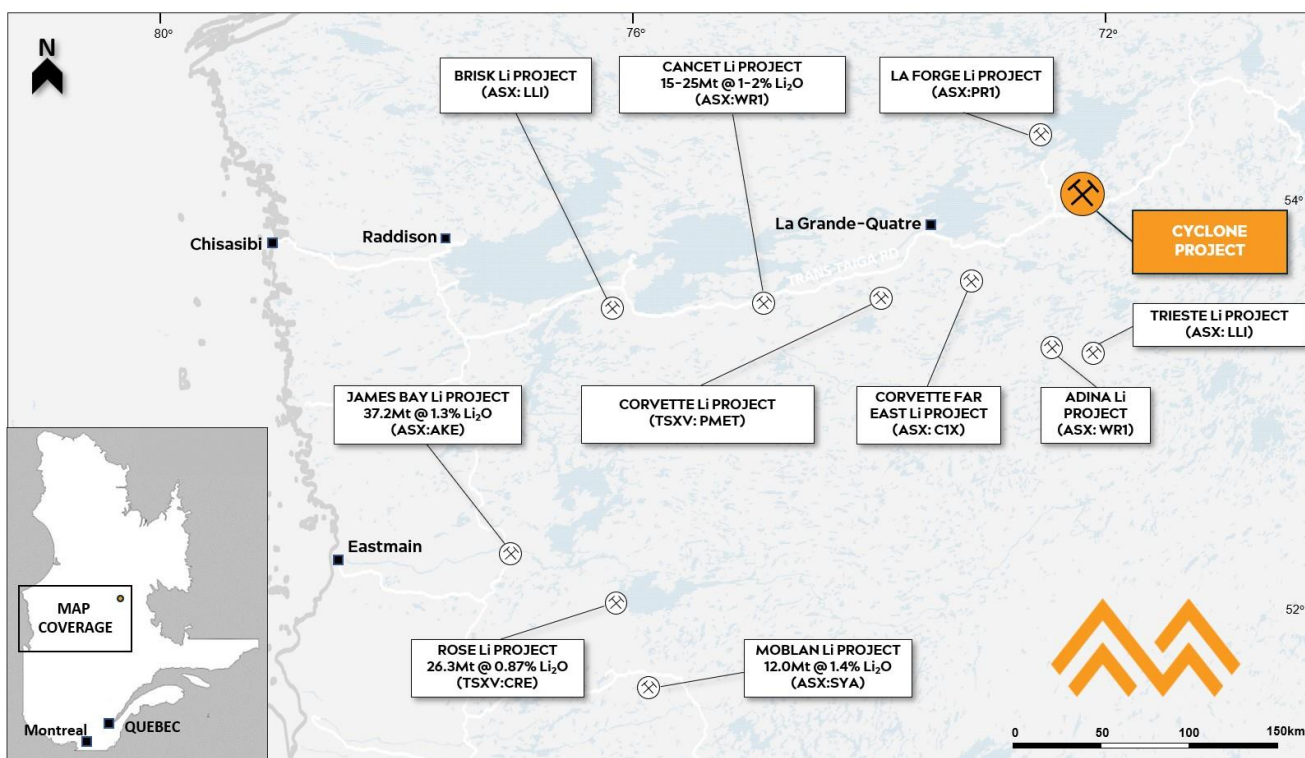 80°
76°
72°
N
BRISK Li PROJECT
(ASX: LLI)
CANCET Li PROJECT
15-25Mt @ 1-2% Li₂O
(ASX:WR1)
LA FORGE Li PROJECT
(ASX:PR1)
54°
Chisasibi
Raddison
La Grande-Quatre
CYCLONE
PROJECT
TRANS TAIGA RD
TRIESTE Li PROJECT
(ASX: LLI)
JAMES BAY Li PROJECT
37.2Mt @ 1.3% Li₂O
(ASX:AKE)
CORVETTE Li PROJECT
(TSXV: PMET)
CORVETTE FAR
EAST Li PROJECT
(ASX: C1X)
ADINA Li
PROJECT
(ASX: WR1)
Eastmain
52°
ROSE Li PROJECT
26.3Mt @ 0.87% Li₂O
(TSXV:CRE)
MOBLAN Li PROJECT
12.0Mt @ 1.4% Li₂O
(ASX:SYA)
MAP
COVERAGE
QUEBEC
Montreal
0 50 100 150km